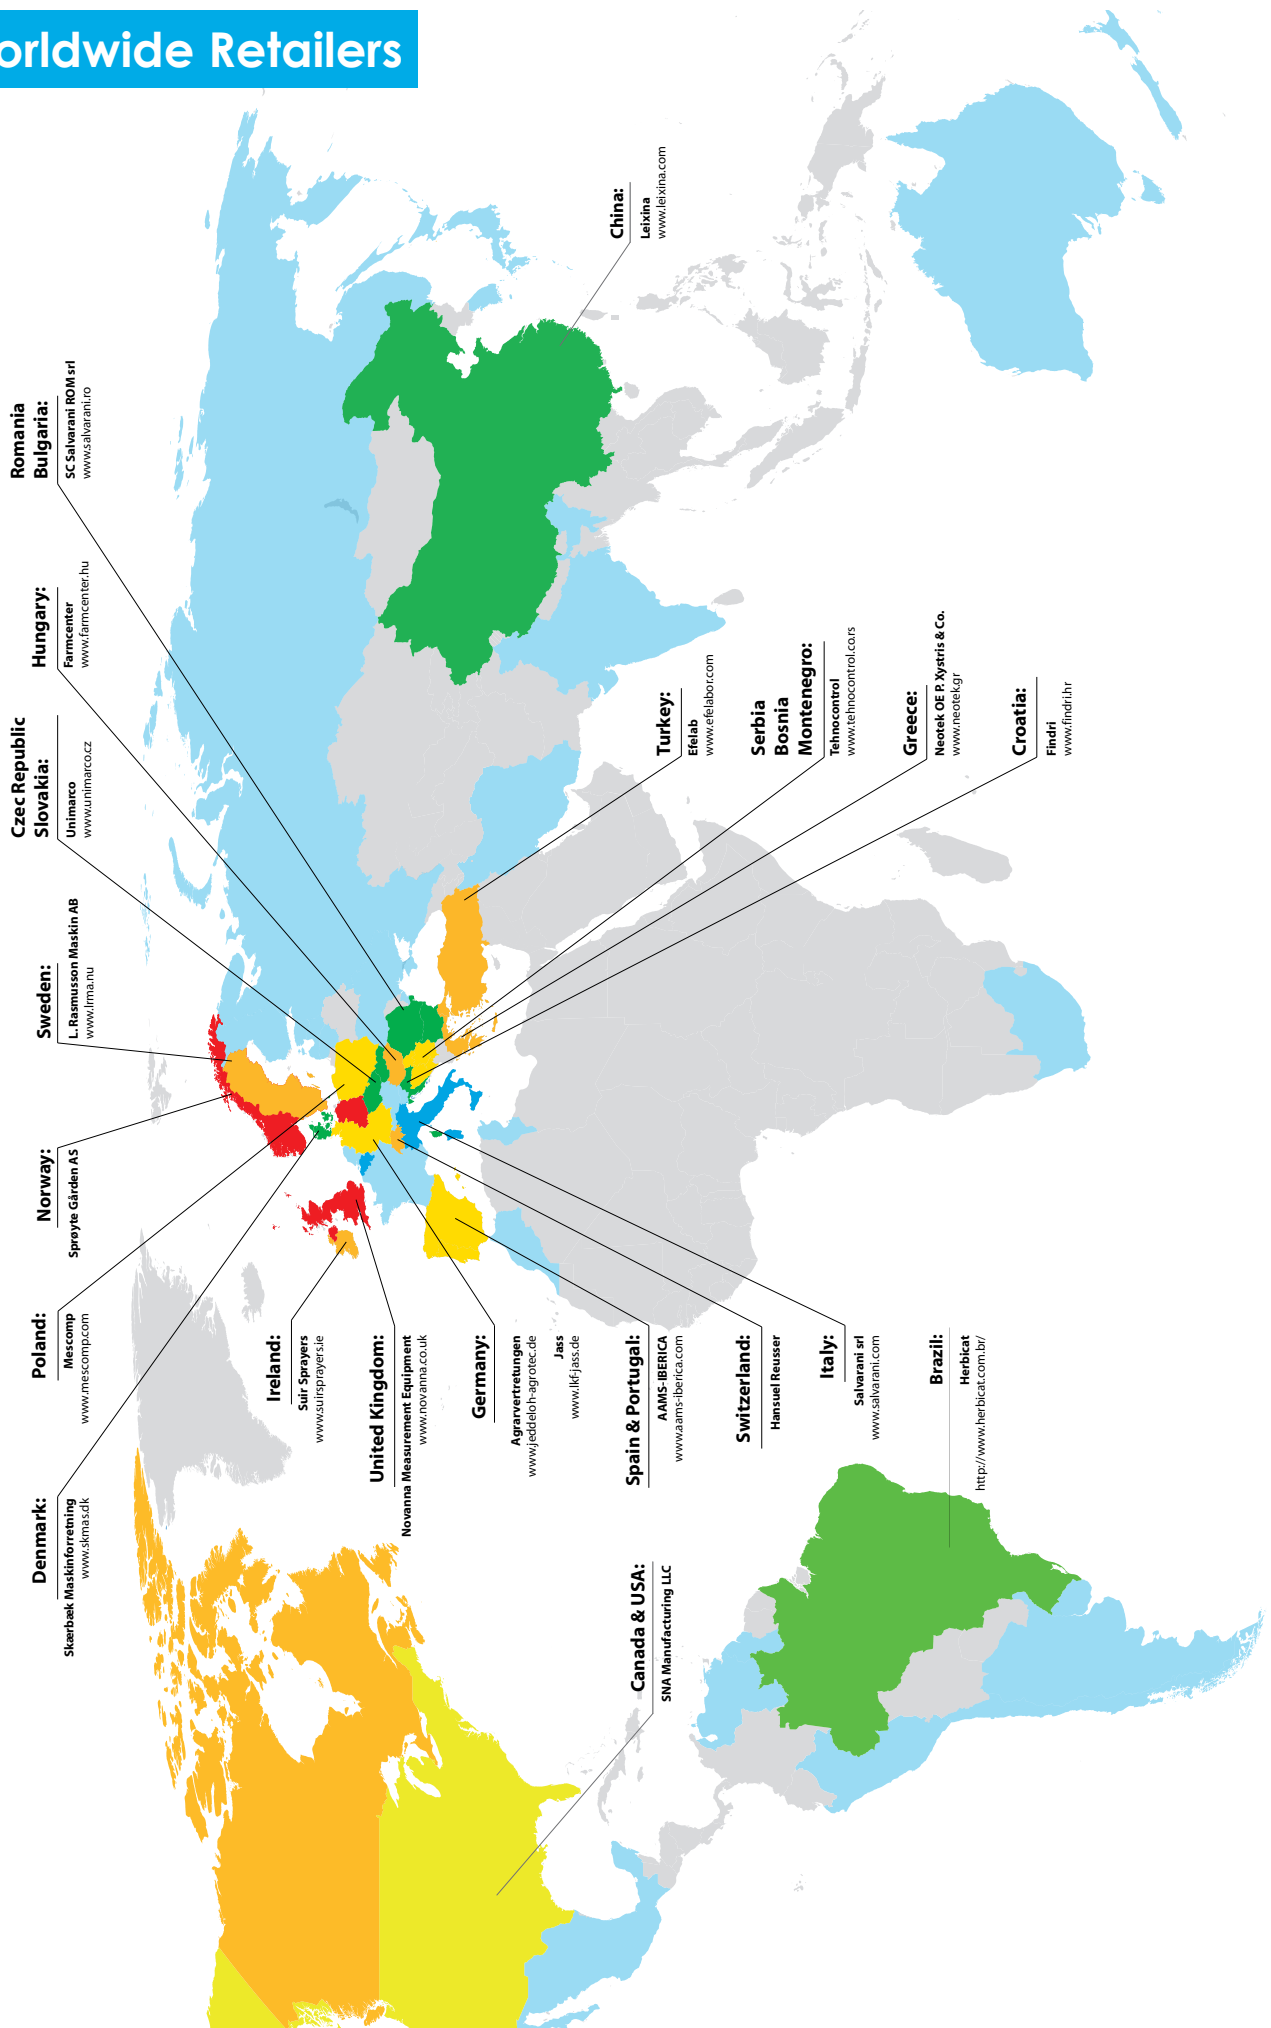 orldwide Retailers
Romania
Bulgaria:
SC Salvarani ROM srl
www.salvarani.ro
Hungary:
Farmcenter
www.farmcenter.hu
Czec Republic
Slovakia:
Unimarco
www.unimarco.cz
Sweden:
L. Rasmusson Maskin AB
www.lrma.nu
Norway:
Sprøyte Gården AS
Poland:
Mescomp
www.mescomp.com
Denmark:
Skærbæk Maskinforretning
www.skmas.dk
China:
Leixina
www.leixina.com
Turkey:
Efelab
www.efelabor.com
Serbia
Bosnia
Montenegro:
Tehnocontrol
www.tehnocontrol.co.rs
Greece:
Neotek OE P. Xystris & Co.
www.neotek.gr
Croatia:
Findri
www.findri.hr
Ireland:
Suir Sprayers
www.suirsprayers.ie
United Kingdom:
Novanna Measurement Equipment
www.novanna.co.uk
Germany:
Agrarvertretungen
www.jeddeloh-agrotec.de
Jass
www.lkf-jass.de
Spain & Portugal:
AAMS-IBERICA
www.aams-iberica.com
Switzerland:
Hansuel Reusser
Italy:
Salvarani srl
www.salvarani.com
Brazil:
Herbicat
http://www.herbicat.com.br/
Canada & USA:
SNA Manufacturing LLC